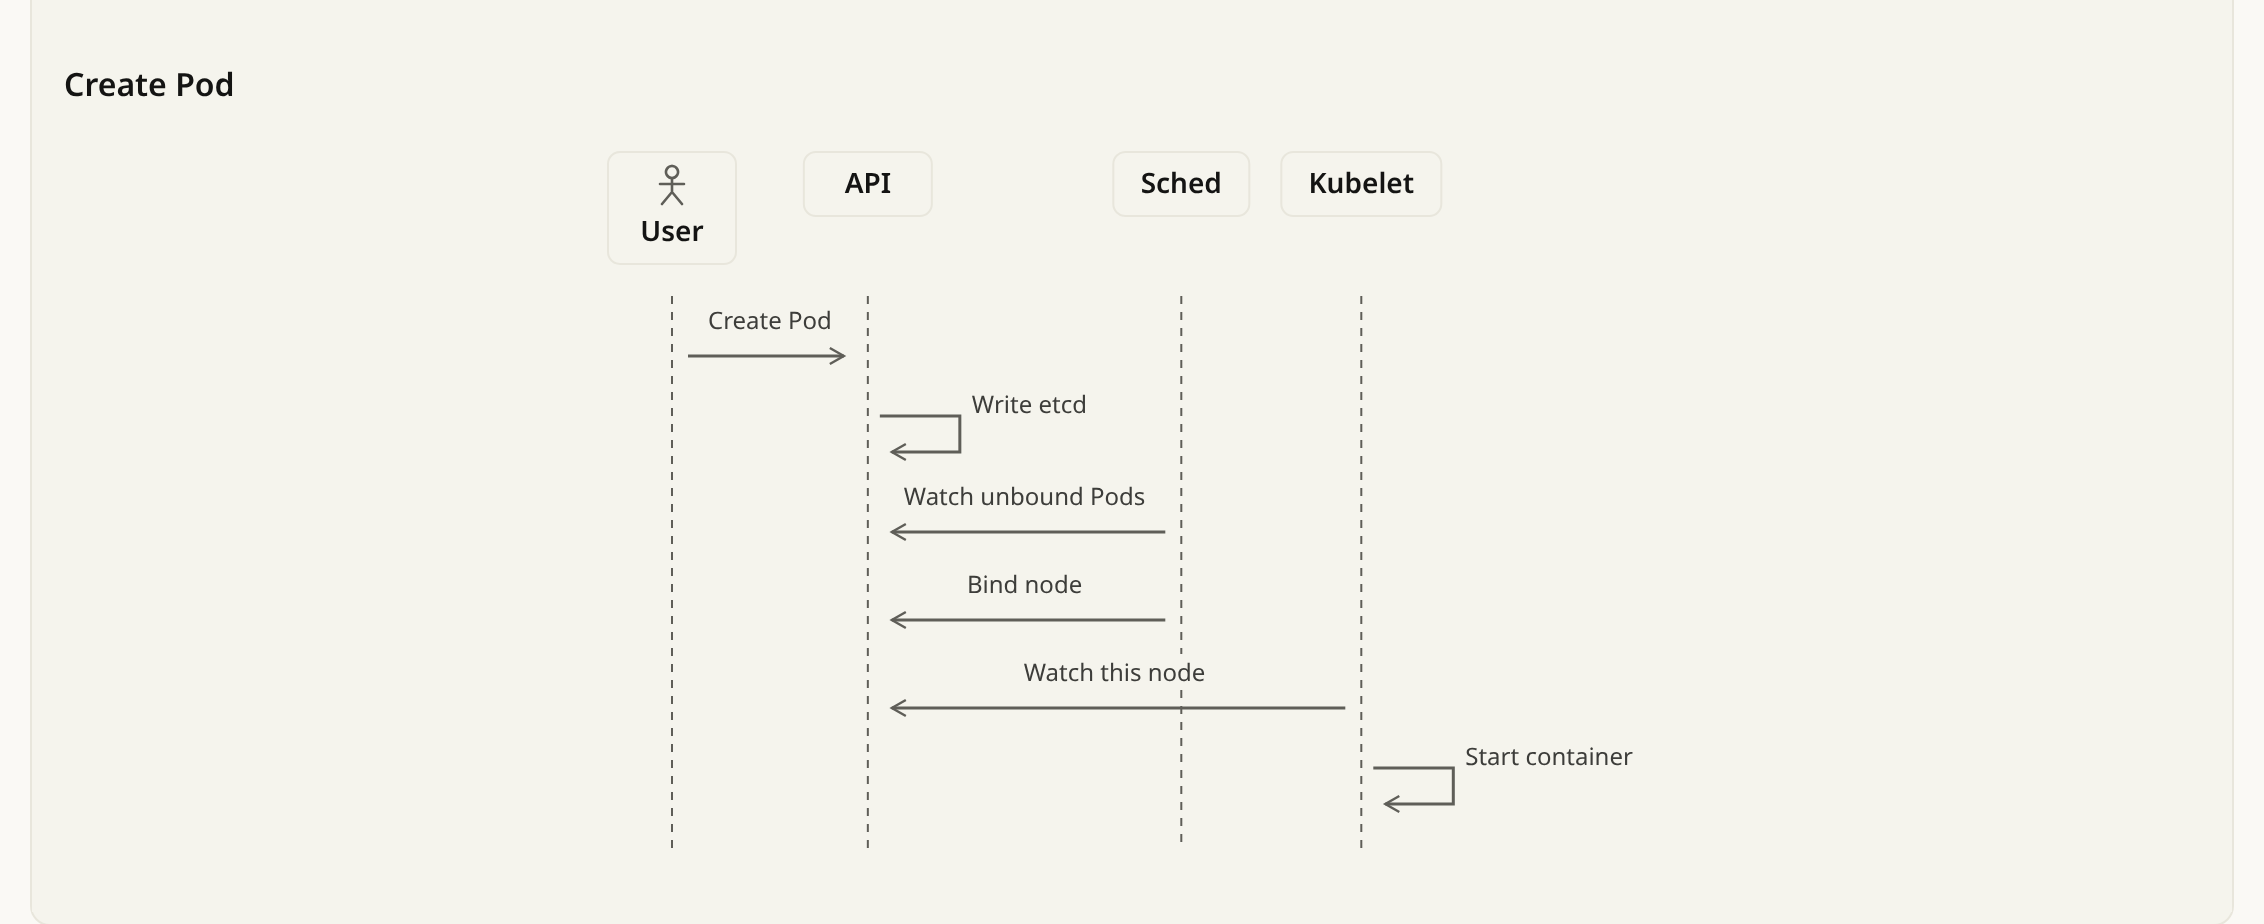 Create Pod
User
API
Sched
Kubelet
Create Pod
Write etcd
Watch unbound Pods
Bind node
Watch this node
Start container